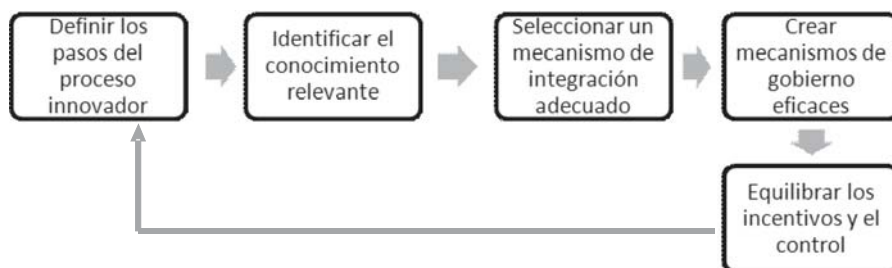 Definir los
pasos del
proceso
innovador
Identificar el
conocimiento
relevante
Seleccionar un
mecanismo de
integración
adecuado
Crear
mecanismos de
gobierno
eficaces
Equilibrar los
incentivos y el
control